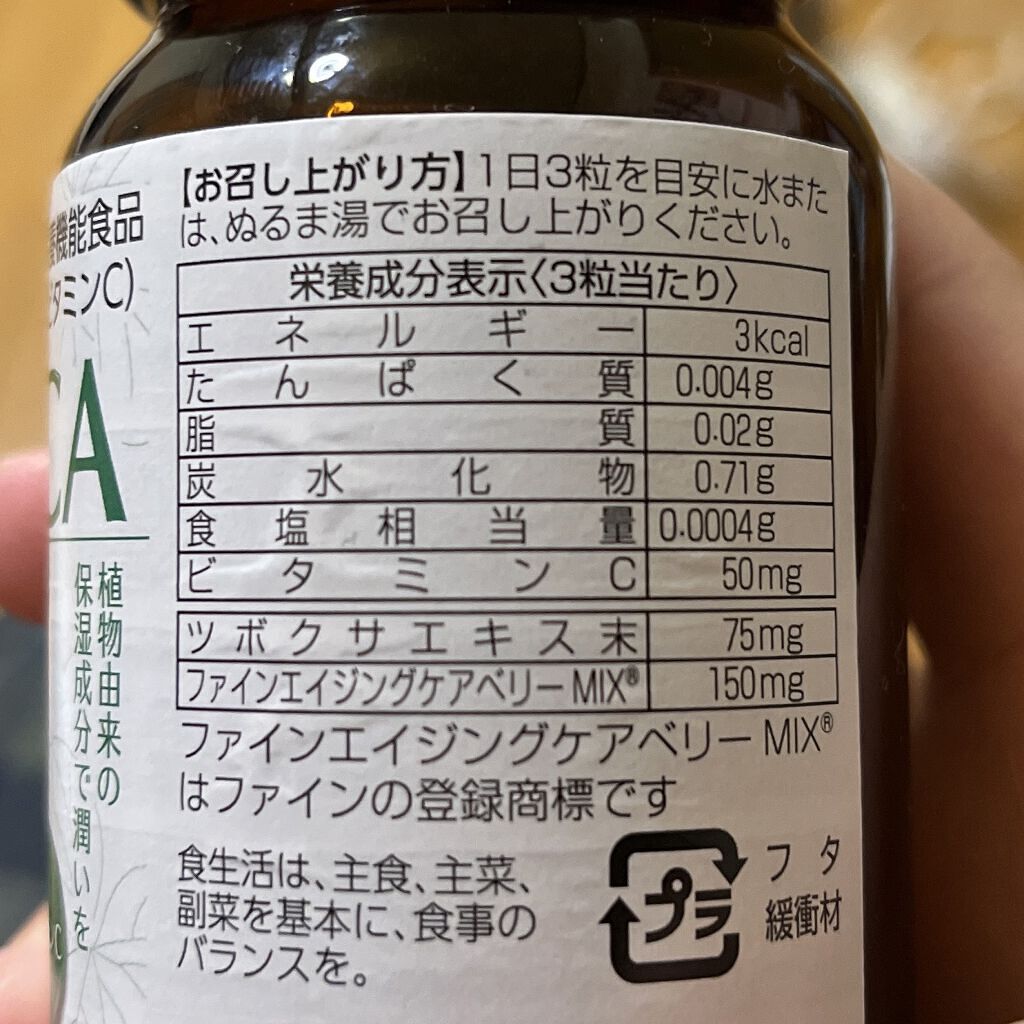 【お召し上がり方】1日3粒を目安に水また
は、ぬるま湯でお召し上がりください。
栄養成分表示〈3粒当たり〉
エネルギー 3kcal
たんぱく質 0.004g
脂質 0.02g
炭水化物 0.71g
食塩相当量 0.0004g
ビタミンC 50mg
ツボクサエキス末 75mg
ファインエイジングケアベリーMIX® 150mg
ファインエイジングケアベリーMIX®
はファインの登録商標です
食生活は、主食、主菜、
副菜を基本に、食事の
バランスを。
プラ
フタ
緩衝材
機能食品
タミンC)
CA
植物由来の
保湿成分で潤いを